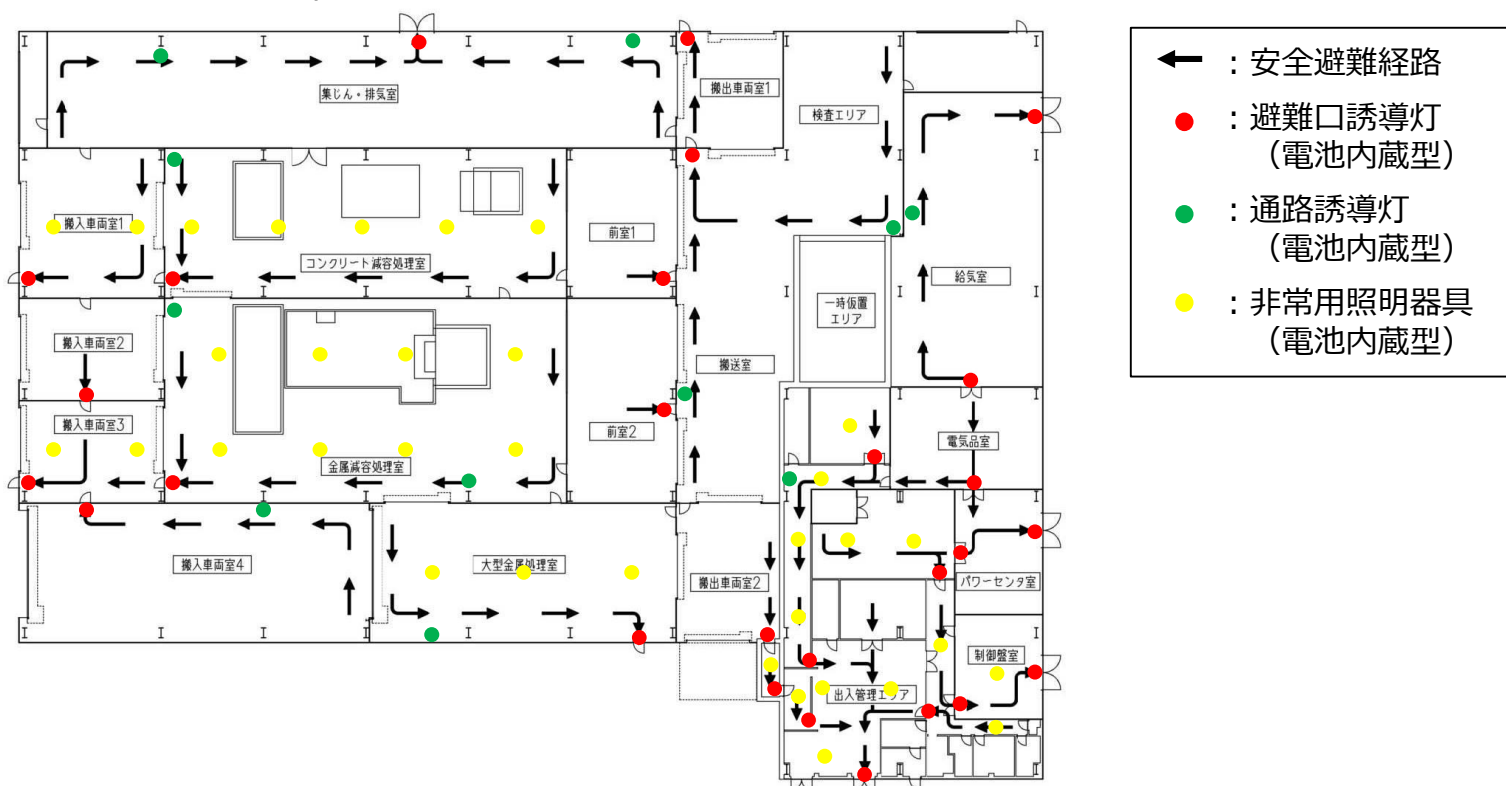 集じん・排気室
搬出車両室1
検査エリア
搬入車両室1
コンクリート減容処理室
前室1
給気室
一時仮置
エリア
搬入車両室2
搬送室
搬入車両室3
前室2
電気品室
金属減容処理室
搬入車両室4
大型金属処理室
搬出車両室2
パワーセンタ室
制御盤室
出入管理エリア
:安全避難経路
:避難口誘導灯
(電池内蔵型)
:通路誘導灯
(電池内蔵型)
:非常用照明器具
(電池内蔵型)